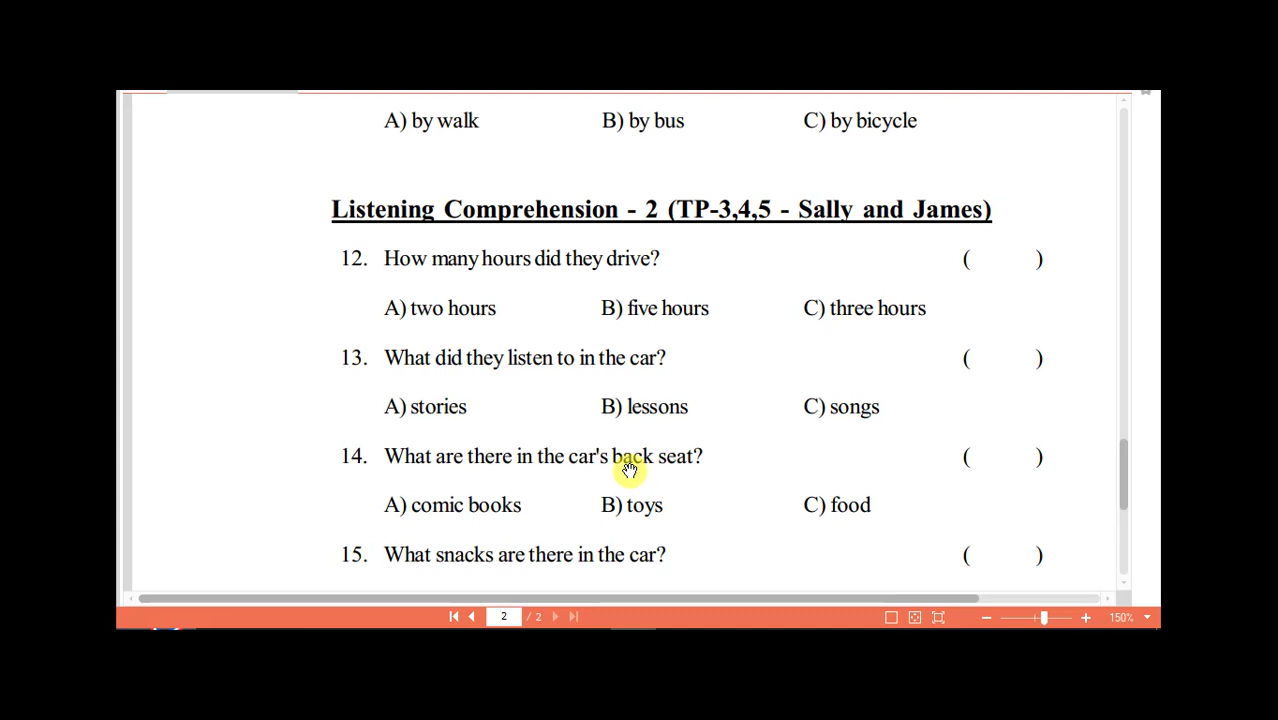 A) by walk B) by bus C) by bicycle
Listening Comprehension - 2 (TP-3,4,5 - Sally and James)
12. How many hours did they drive? ( )
A) two hours B) five hours C) three hours
13. What did they listen to in the car? ( )
A) stories B) lessons C) songs
14. What are there in the car's back seat? ( )
A) comic books B) toys C) food
15. What snacks are there in the car? ( )
2 / 2 150%